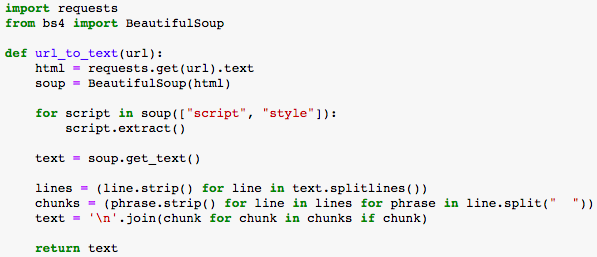 import requests
from bs4 import BeautifulSoup

def url_to_text(url):
    html = requests.get(url).text
    soup = BeautifulSoup(html)

    for script in soup(["script", "style"]):
        script.extract()

    text = soup.get_text()

    lines = (line.strip() for line in text.splitlines())
    chunks = (phrase.strip() for line in lines for phrase in line.split("  "))
    text = '\n'.join(chunk for chunk in chunks if chunk)

    return text